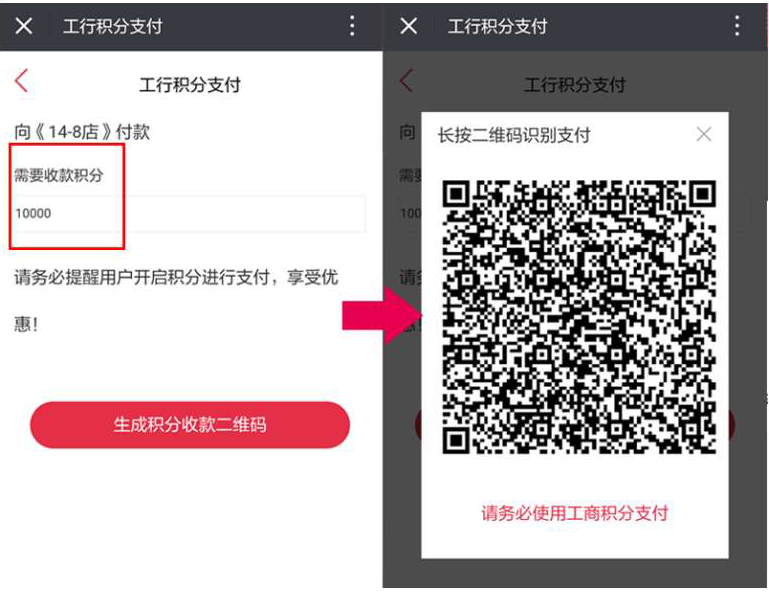 工行积分支付
工行积分支付
向《14-8店》付款
需要收款积分
10000
请务必提醒用户开启积分进行支付，享受优
惠！
生成积分收款二维码
工行积分支付
工行积分支付
向
长按二维码识别支付
需要
100
请务
惠!
请务必使用工商积分支付